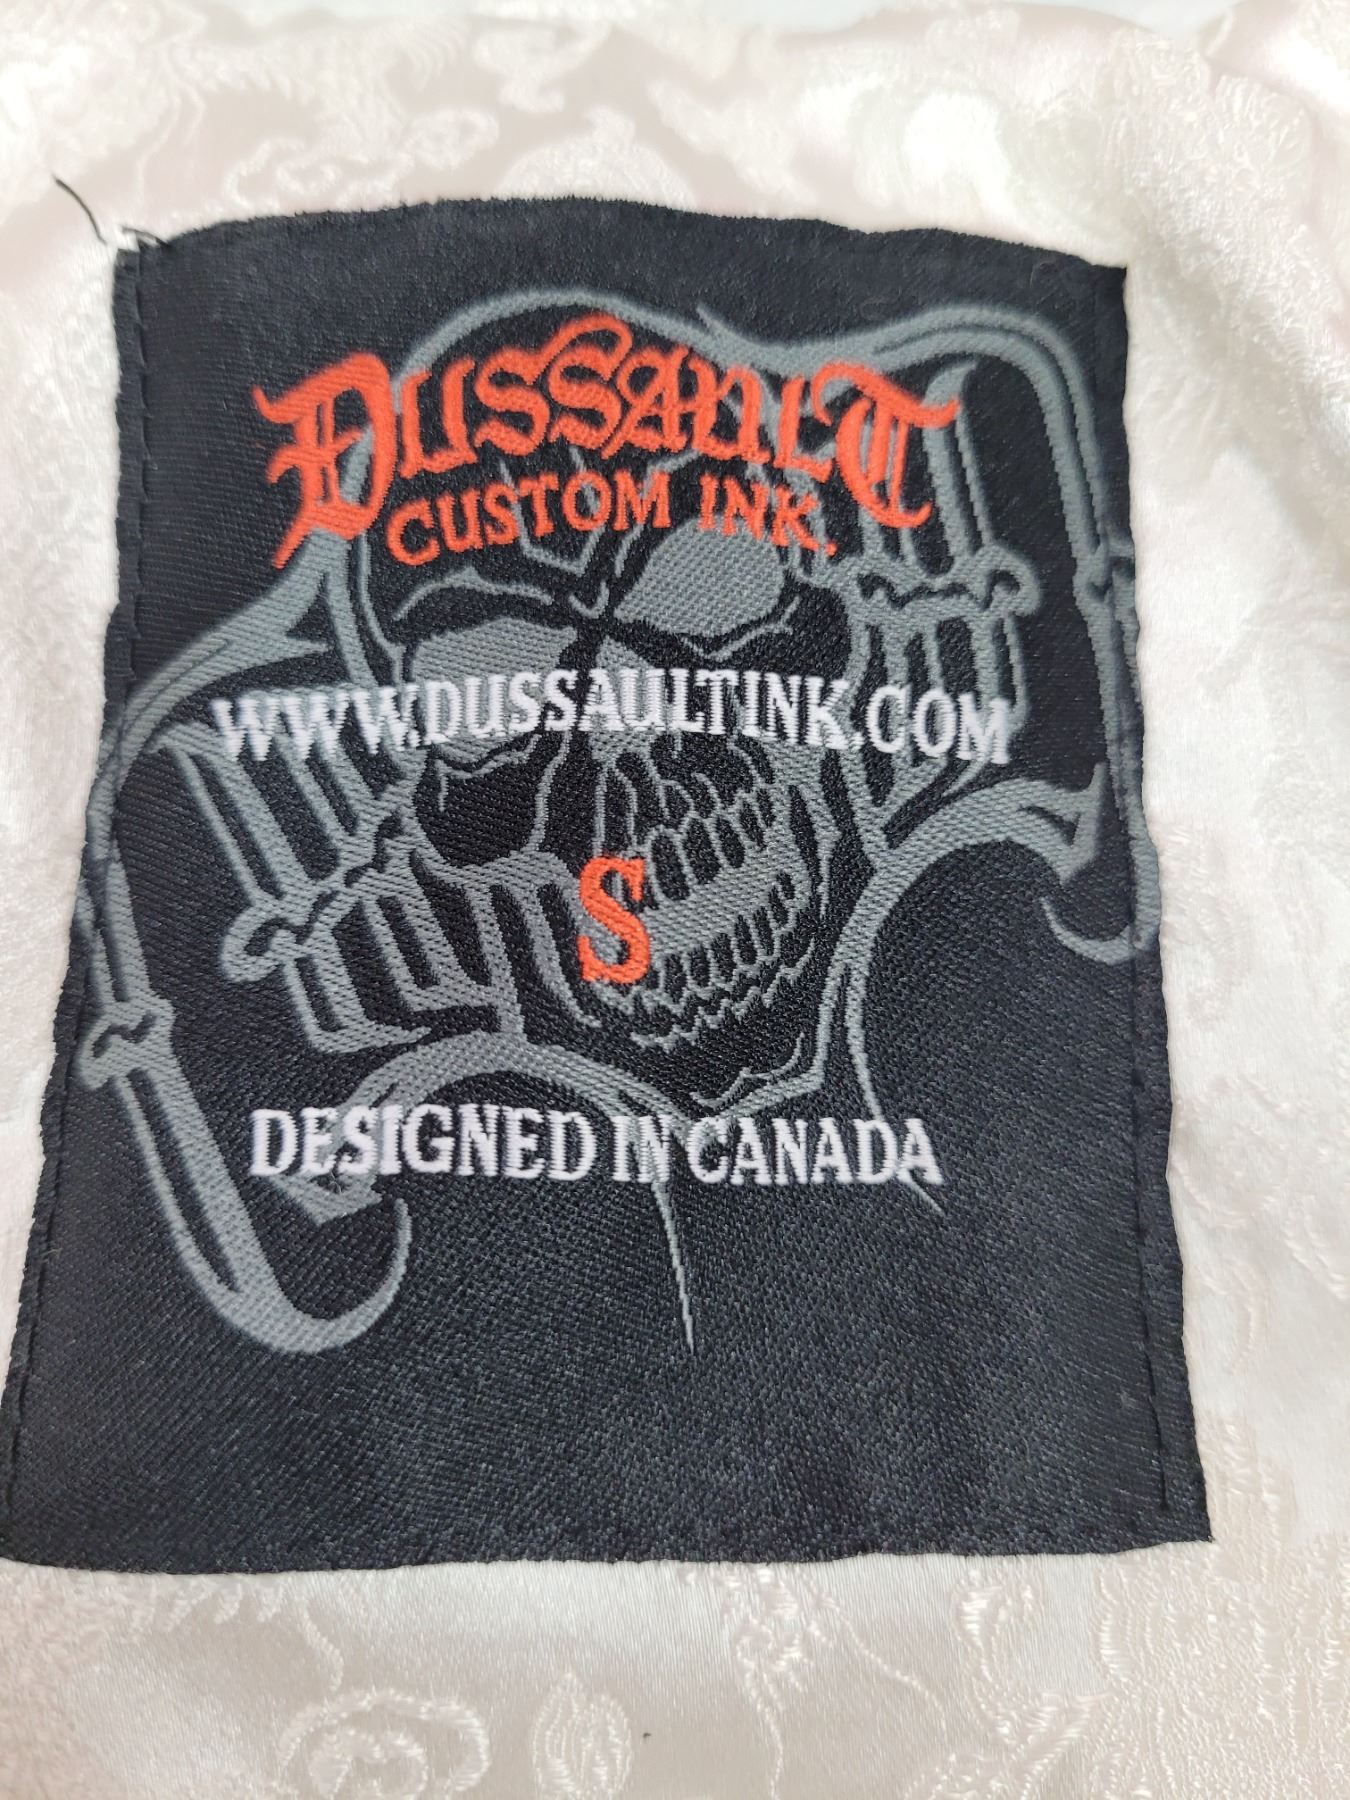 DUSSAULT
CUSTOM INK.
WWW.DUSSAULTINK.COM
S
DESIGNED IN CANADA